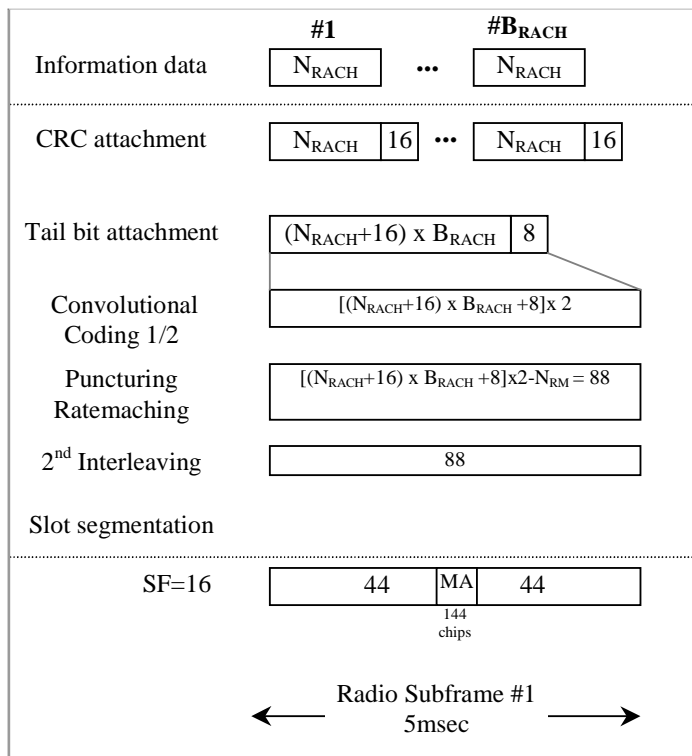 #1 #B_RACH
Information data N_RACH ... N_RACH
CRC attachment N_RACH 16 ... N_RACH 16
Tail bit attachment (N_RACH+16) x B_RACH 8
Convolutional
Coding 1/2
[(N_RACH+16) x B_RACH +8]x 2
Puncturing
Ratemaching
[(N_RACH+16) x B_RACH +8]x2-N_RM = 88
2nd Interleaving 88
Slot segmentation
SF=16 44 MA 44
144
chips
Radio Subframe #1
5msec